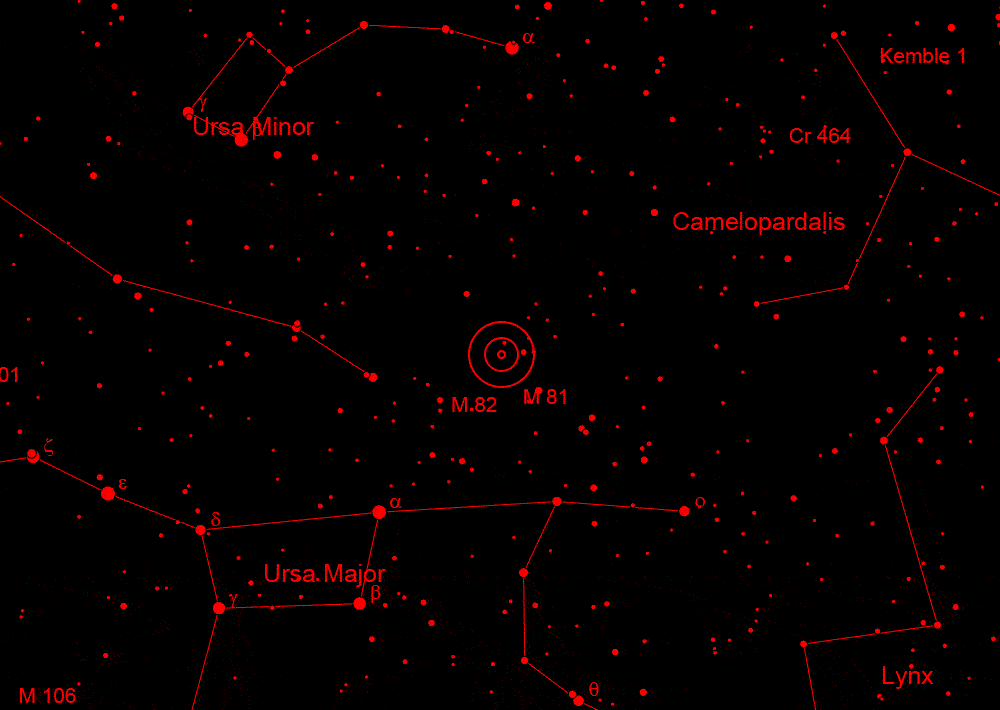 α
Kemble 1
γ
Ursa Minor
β
Cr 464
Camelopardalis
01
M 82
M 81
ζ
ε
δ
α
ο
Ursa Major
γ
β
Lynx
θ
M 106